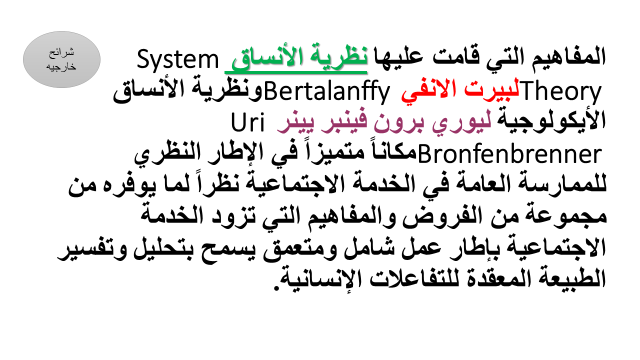 شرائح
خارجيه
المفاهيم التي قامت عليها نظرية الأنساق System
Theory لبيرت الانفي Bertalanffy ونظرية الأنساق
الأيكولوجية ليوري برون فينبر يينر Uri
Bronfenbrenner مكاناً متميزاً في الإطار النظري
للممارسة العامة في الخدمة الاجتماعية نظراً لما يوفره من
مجموعة من الفروض والمفاهيم التي تزود الخدمة
الاجتماعية بإطار عمل شامل ومتعمق يسمح بتحليل وتفسير
الطبيعة المعقدة للتفاعلات الإنسانية.